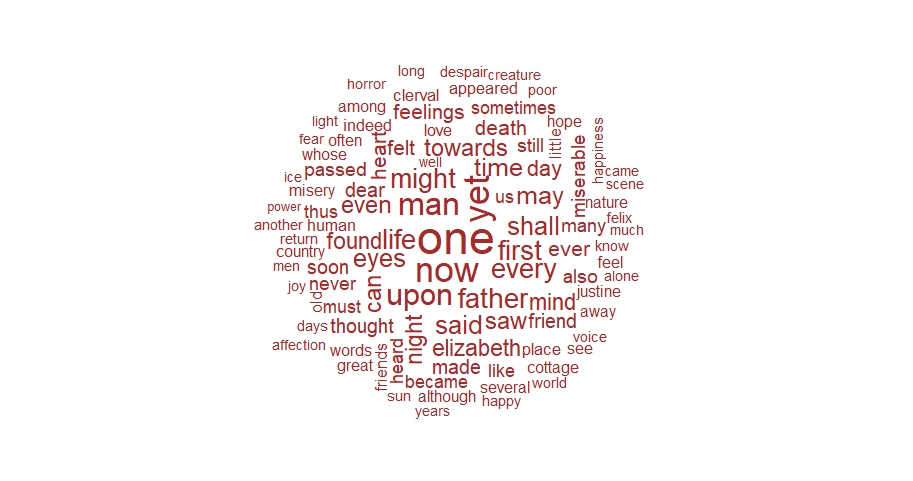 long despair creature
horror clerval appeared poor
among feelings sometimes
light indeed love death hope
fear often heart felt towards still little happiness
whose well time day miserable came
ice passed might scene
misery dear even man yet us may nature
power thus felix
another human shall many much
return found life one first ever know
country eyes now every feel
men soon also alone
joy never can upon father mind justine
old must away
days thought night said saw friend voice
affection words heard elizabeth place see
great friends made like cottage
became several world
sun although happy
years